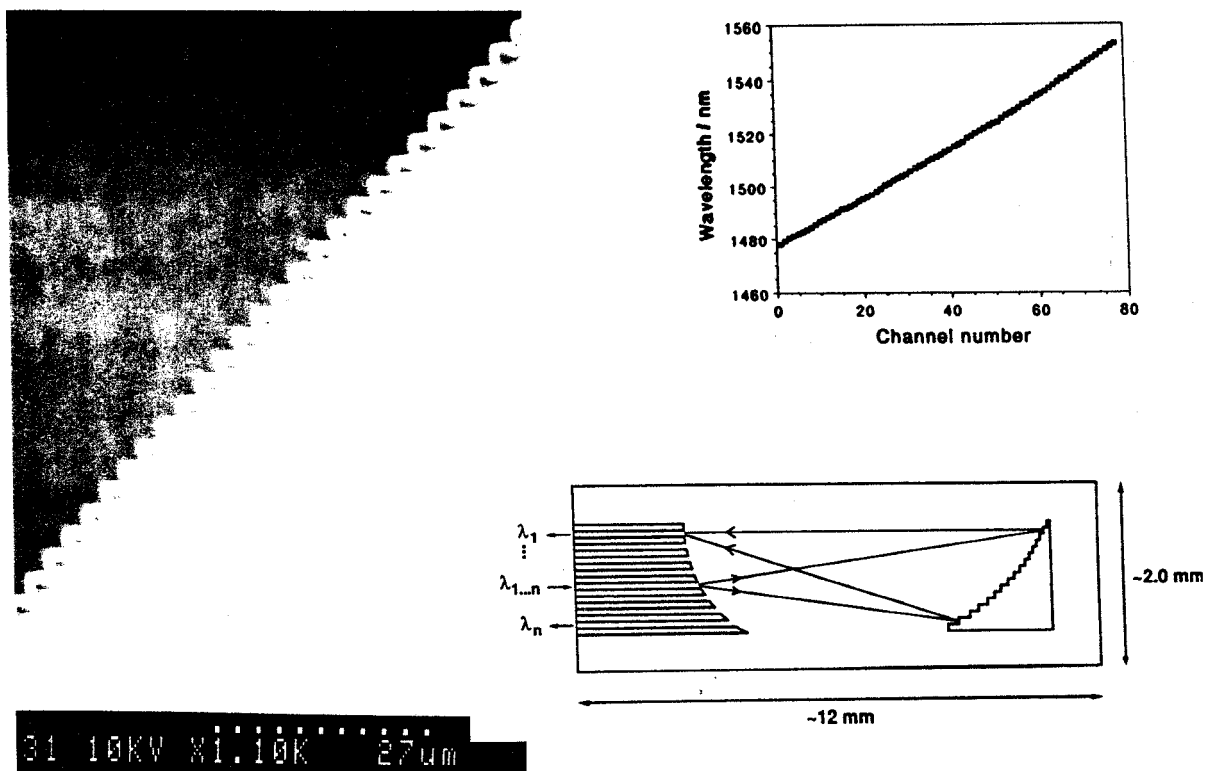 1560
1540
1520
1500
1480
1460
Wavelength / nm
0 20 40 60 80
Channel number
λ1
⋮
λ1...n
λn
~2.0 mm
~12 mm
31 10KV X1.10K 27um